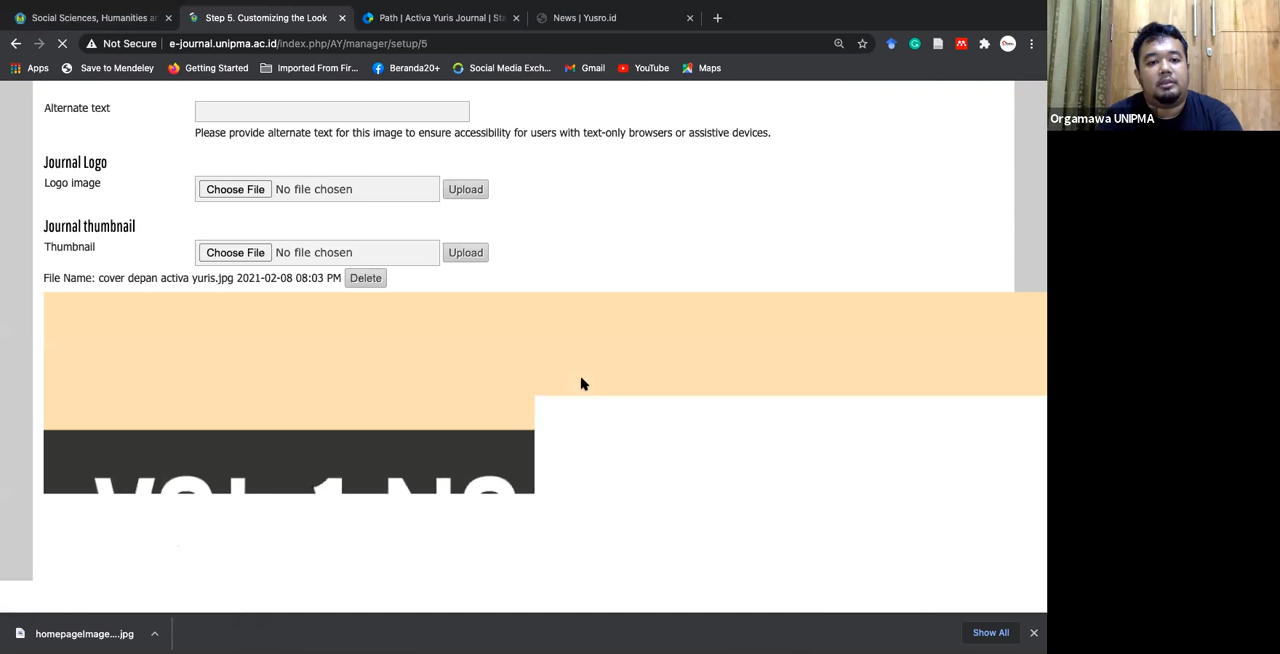 Social Sciences, Humanities ar
Step 5. Customizing the Look
Path | Activa Yuris Journal | Sta
News | Yusro.id
Not Secure
e-journal.unipma.ac.id/index.php/AY/manager/setup/5
Apps
Save to Mendeley
Getting Started
Imported From Fir...
Beranda20+
Social Media Exch...
Gmail
YouTube
Maps
Alternate text
Please provide alternate text for this image to ensure accessibility for users with text-only browsers or assistive devices.
Journal Logo
Logo image
Choose File No file chosen
Upload
Journal thumbnail
Thumbnail
Choose File No file chosen
Upload
File Name: cover depan activa yuris.jpg 2021-02-08 08:03 PM Delete
VOL 1 NO
homepageImage....jpg
Show All
Orgamawa UNIPMA